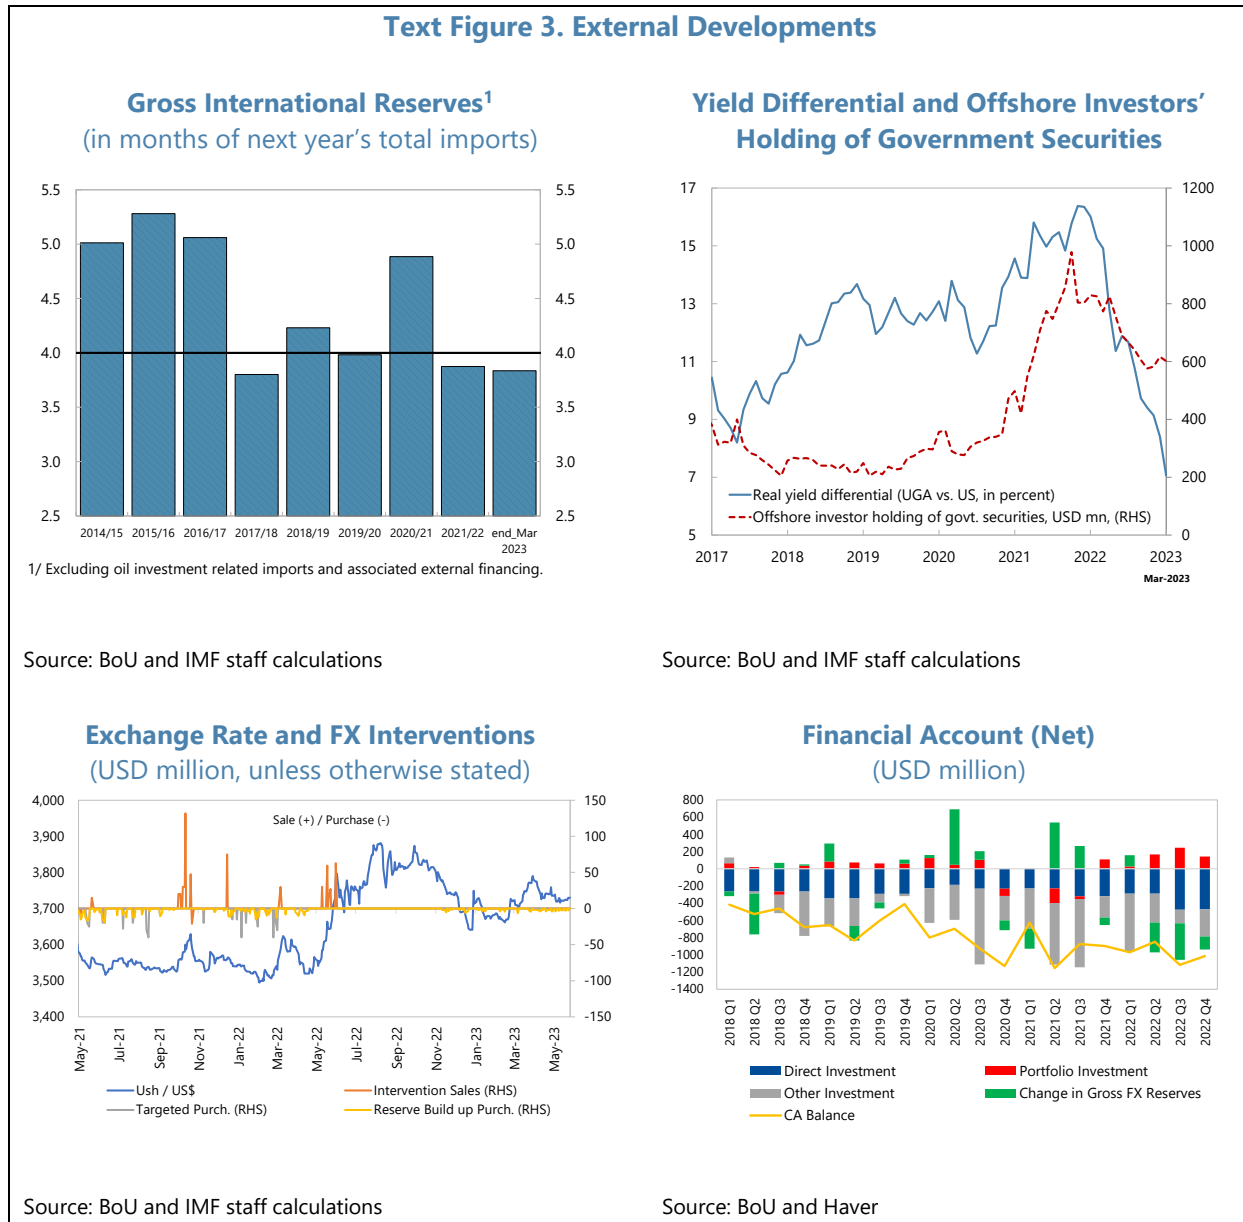 Text Figure 3. External Developments
Gross International Reserves1
(in months of next year's total imports)
5.5
5.0
4.5
4.0
3.5
3.0
2.5
5.5
5.0
4.5
4.0
3.5
3.0
2.5
2014/15 2015/16 2016/17 2017/18 2018/19 2019/20 2020/21 2021/22 end_Mar
2023
1/ Excluding oil investment related imports and associated external financing.
Source: BoU and IMF staff calculations
Yield Differential and Offshore Investors'
Holding of Government Securities
17
15
13
11
9
7
5
1200
1000
800
600
400
200
0
Real yield differential (UGA vs. US, in percent)
Offshore investor holding of govt. securities, USD mn, (RHS)
2017 2018 2019 2020 2021 2022 2023
Mar-2023
Source: BoU and IMF staff calculations
Exchange Rate and FX Interventions
(USD million, unless otherwise stated)
4,000
3,900
3,800
3,700
3,600
3,500
3,400
150
100
50
0
-50
-100
-150
Sale (+) / Purchase (-)
May-21 Jul-21 Sep-21 Nov-21 Jan-22 Mar-22 May-22 Jul-22 Sep-22 Nov-22 Jan-23 Mar-23 May-23
Ush / US$ Intervention Sales (RHS)
Targeted Purch. (RHS) Reserve Build up Purch. (RHS)
Source: BoU and IMF staff calculations
Financial Account (Net)
(USD million)
800
600
400
200
0
-200
-400
-600
-800
-1000
-1200
-1400
2018 Q1 2018 Q2 2018 Q3 2018 Q4 2019 Q1 2019 Q2 2019 Q3 2019 Q4 2020 Q1 2020 Q2 2020 Q3 2020 Q4 2021 Q1 2021 Q2 2021 Q3 2021 Q4 2022 Q1 2022 Q2 2022 Q3 2022 Q4
Direct Investment Portfolio Investment
Other Investment Change in Gross FX Reserves
CA Balance
Source: BoU and Haver